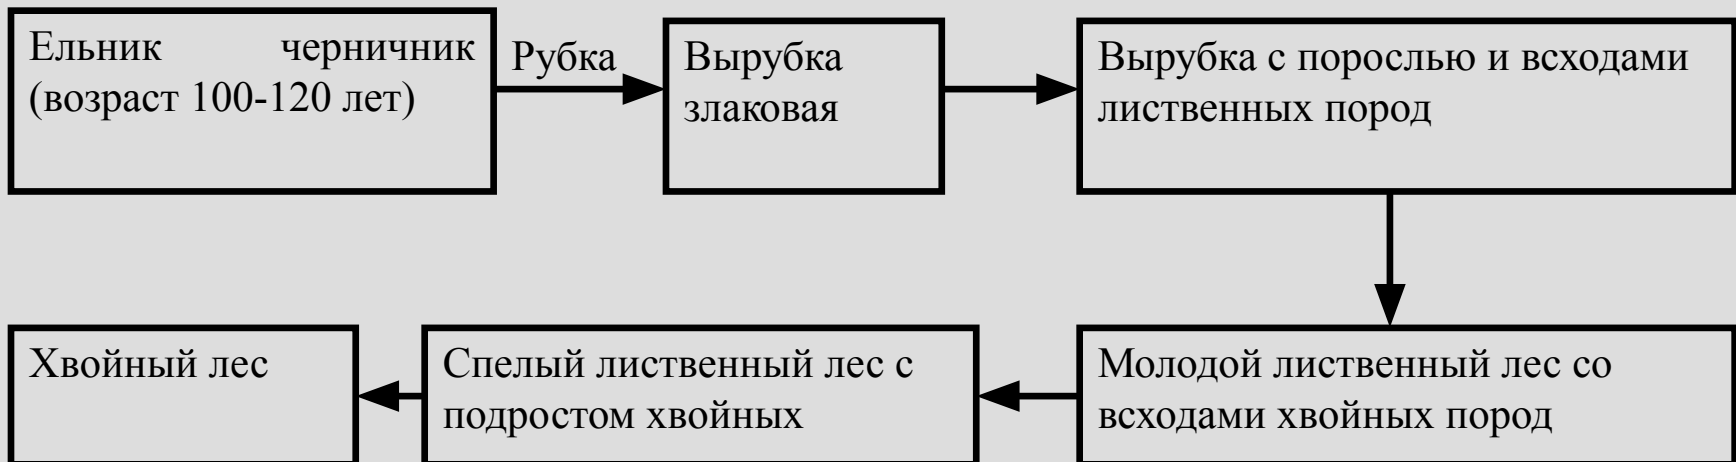 Ельник черничник
(возраст 100-120 лет)
Рубка
Вырубка
злаковая
Вырубка с порослью и всходами
лиственных пород
Молодой лиственный лес со
всходами хвойных пород
Спелый лиственный лес с
подростом хвойных
Хвойный лес